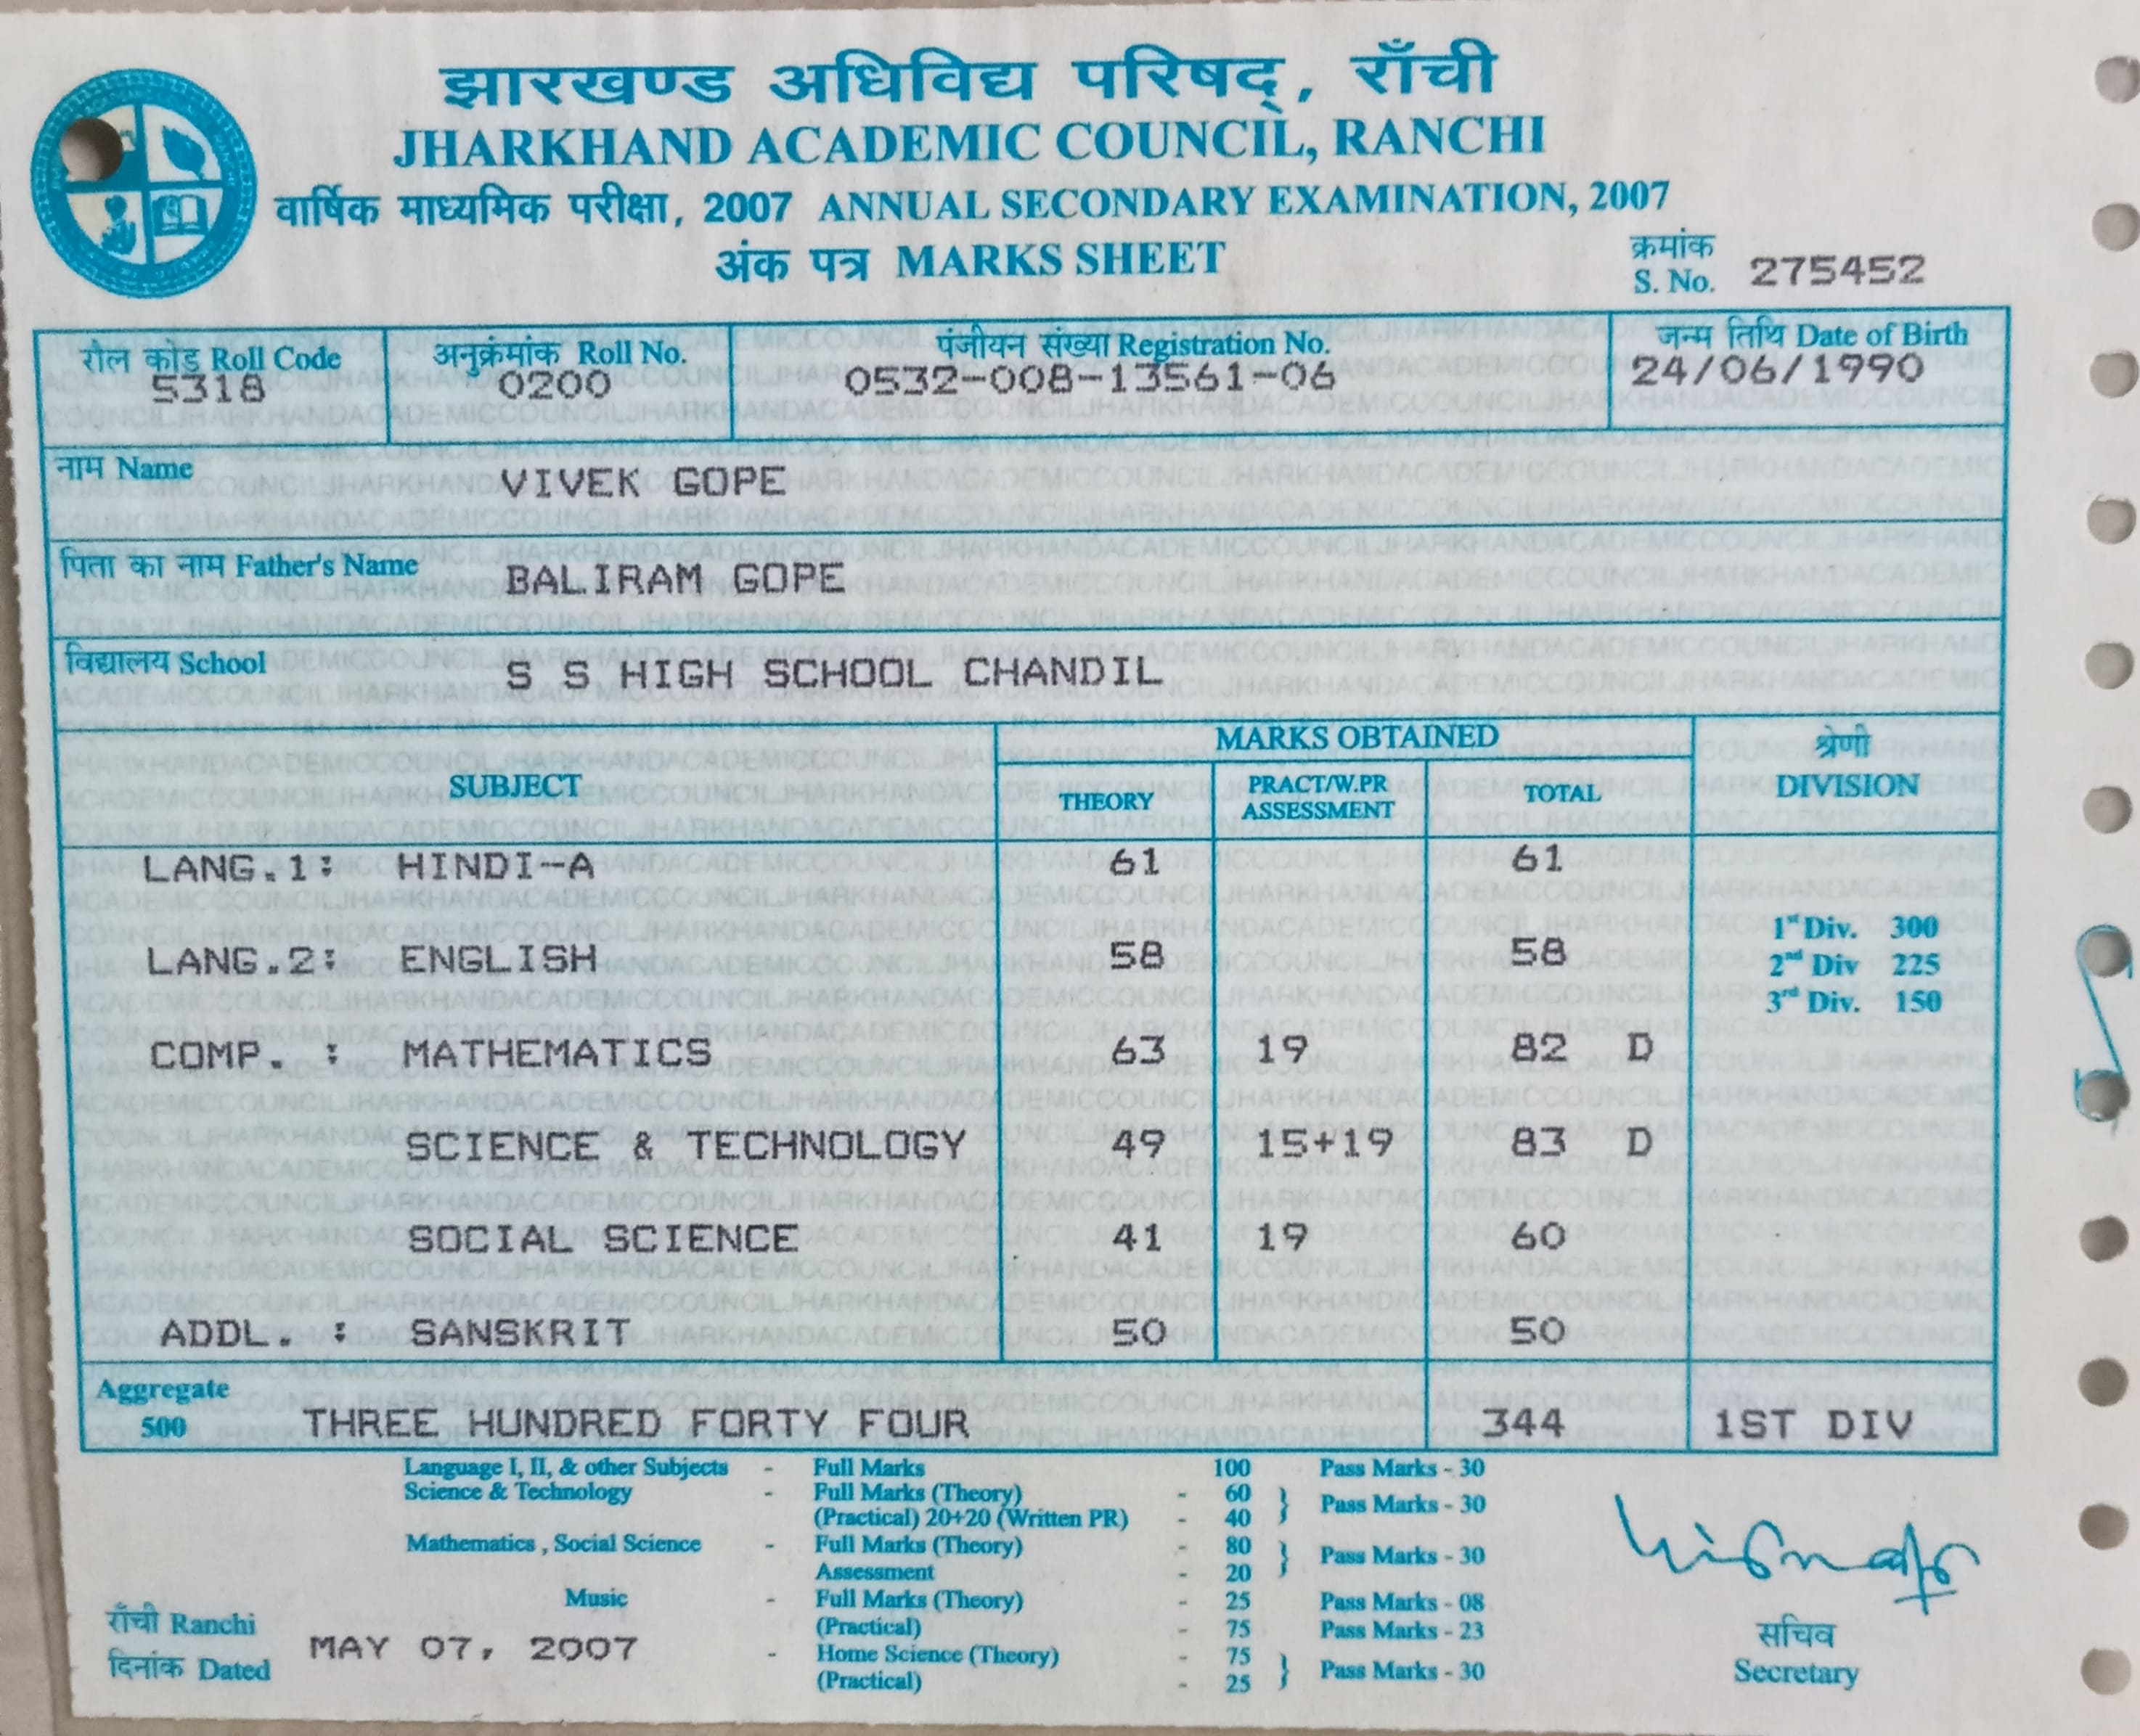 झारखण्ड अधिविद्य परिषद्, राँची
JHARKHAND ACADEMIC COUNCIL, RANCHI
वार्षिक माध्यमिक परीक्षा, 2007 ANNUAL SECONDARY EXAMINATION, 2007
अंक पत्र MARKS SHEET
क्रमांक
S. No. 275452
रौल कोड Roll Code अनुक्रमांक Roll No. पंजीयन संख्या Registration No. जन्म तिथि Date of Birth
5318 0200 0532-008-13561-06 24/06/1990
नाम Name VIVEK GOPE
पिता का नाम Father's Name BALIRAM GOPE
विद्यालय School S S HIGH SCHOOL CHANDIL
MARKS OBTAINED श्रेणी
SUBJECT THEORY PRACT/W.PR ASSESSMENT TOTAL DIVISION
LANG.1: HINDI-A 61 61
1st Div. 300
LANG.2: ENGLISH 58 58
2nd Div 225
3rd Div. 150
COMP. : MATHEMATICS 63 19 82 D
SCIENCE & TECHNOLOGY 49 15+19 83 D
SOCIAL SCIENCE 41 19 60
ADDL. : SANSKRIT 50 50
Aggregate
500 THREE HUNDRED FORTY FOUR 344 1ST DIV
Language I, II, & other Subjects - Full Marks 100 Pass Marks - 30
Science & Technology - Full Marks (Theory) - 60 } Pass Marks - 30
(Practical) 20+20 (Written PR) - 40
Mathematics , Social Science - Full Marks (Theory) - 80 } Pass Marks - 30
Assessment - 20
Music - Full Marks (Theory) - 25 Pass Marks - 08
(Practical) - 75 Pass Marks - 23
- Home Science (Theory) - 75 } Pass Marks - 30
(Practical) - 25
राँची Ranchi
दिनांक Dated MAY 07, 2007
सचिव
Secretary